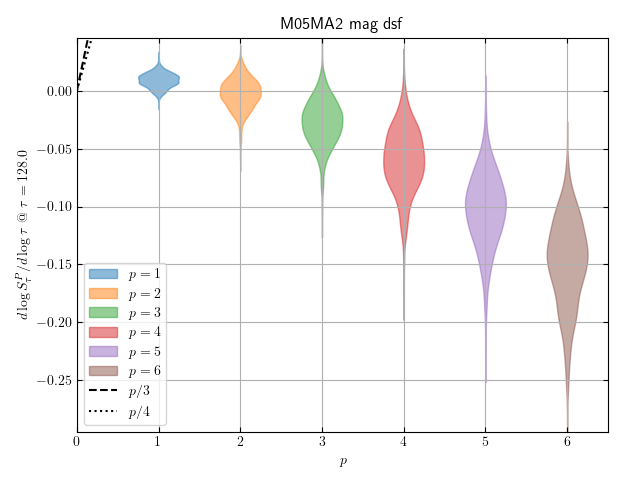 M05MA2 mag dsf
d log S_τ^P / d log τ @ τ = 128.0
0.00
−0.05
−0.10
−0.15
−0.20
−0.25
p = 1
p = 2
p = 3
p = 4
p = 5
p = 6
p/3
p/4
0 1 2 3 4 5 6
p